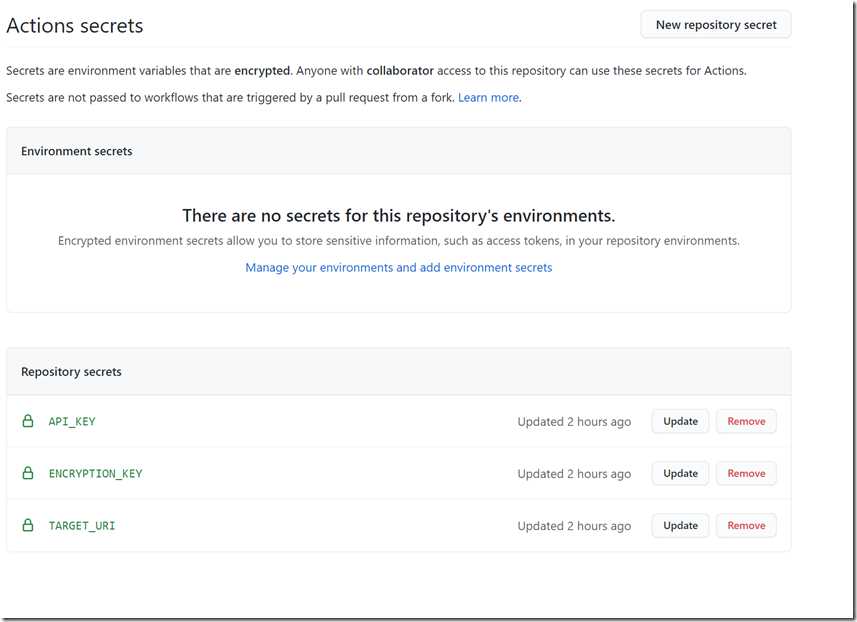 Actions secrets
New repository secret
Secrets are environment variables that are encrypted. Anyone with collaborator access to this repository can use these secrets for Actions.
Secrets are not passed to workflows that are triggered by a pull request from a fork. Learn more.
Environment secrets
There are no secrets for this repository's environments.
Encrypted environment secrets allow you to store sensitive information, such as access tokens, in your repository environments.
Manage your environments and add environment secrets
Repository secrets
API_KEY Updated 2 hours ago Update Remove
ENCRYPTION_KEY Updated 2 hours ago Update Remove
TARGET_URI Updated 2 hours ago Update Remove